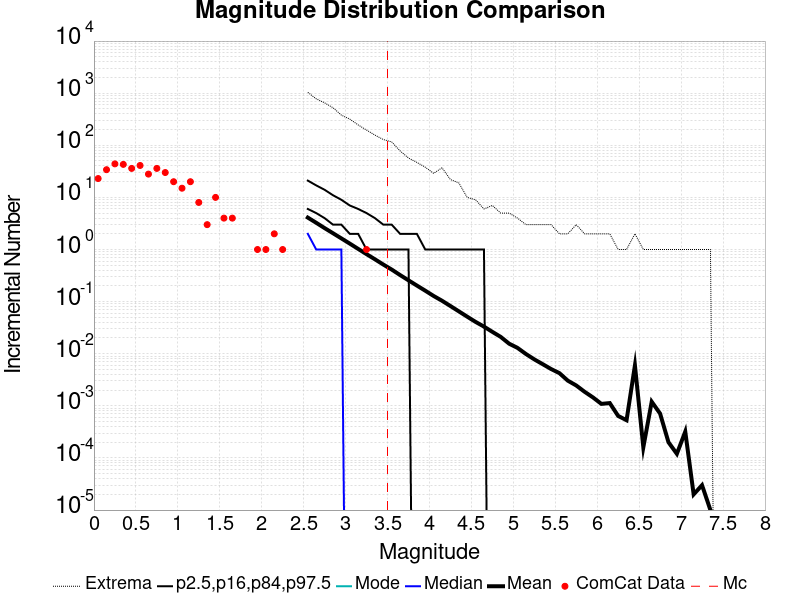 Magnitude Distribution Comparison
10^4
10^3
10^2
10^1
10^0
10^-1
10^-2
10^-3
10^-4
10^-5
Incremental Number
0 0.5 1 1.5 2 2.5 3 3.5 4 4.5 5 5.5 6 6.5 7 7.5 8
Magnitude
Extrema p2.5,p16,p84,p97.5 Mode Median Mean ComCat Data Mc